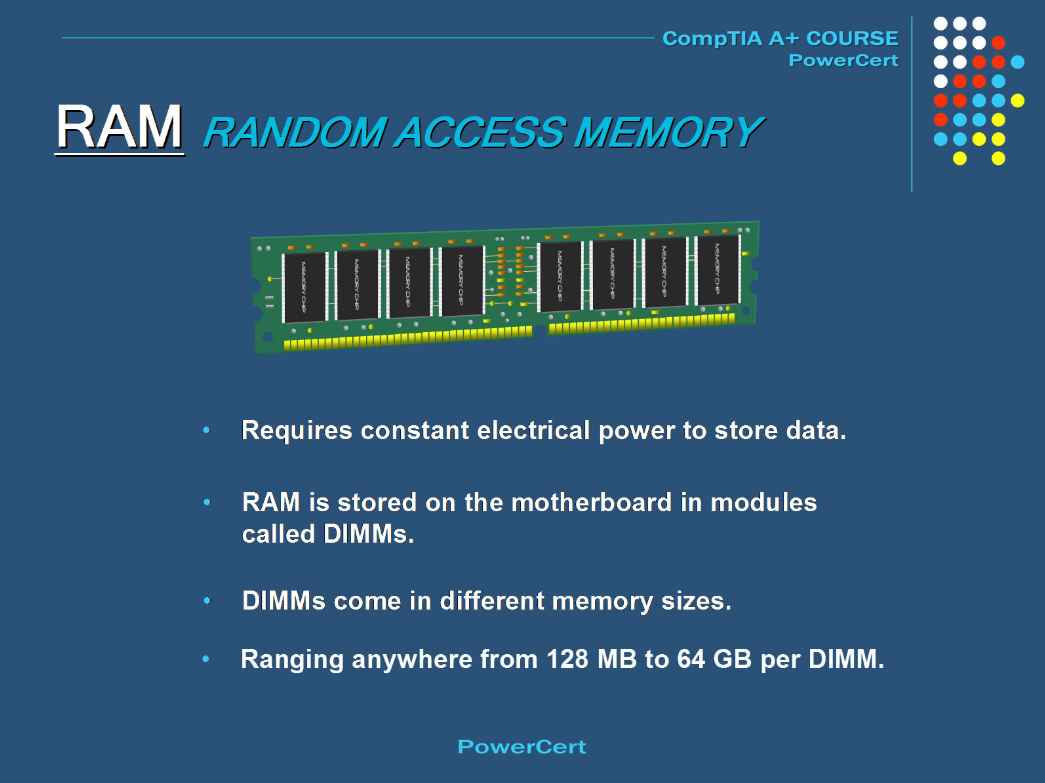 CompTIA A+ COURSE
PowerCert
RAM RANDOM ACCESS MEMORY
MEMORY CHIP MEMORY CHIP MEMORY CHIP MEMORY CHIP MEMORY CHIP MEMORY CHIP MEMORY CHIP MEMORY CHIP
• Requires constant electrical power to store data.
• RAM is stored on the motherboard in modules
called DIMMs.
• DIMMs come in different memory sizes.
• Ranging anywhere from 128 MB to 64 GB per DIMM.
PowerCert